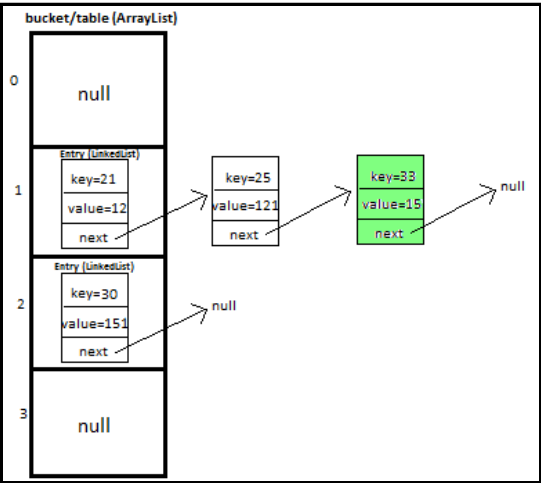 bucket/table (ArrayList)
0
null
Entry (LinkedList)
1
key=21
value=12
next
key=25
value=121
next
key=33
value=15
next
null
Entry (LinkedList)
2
key=30
value=151
next
null
3
null